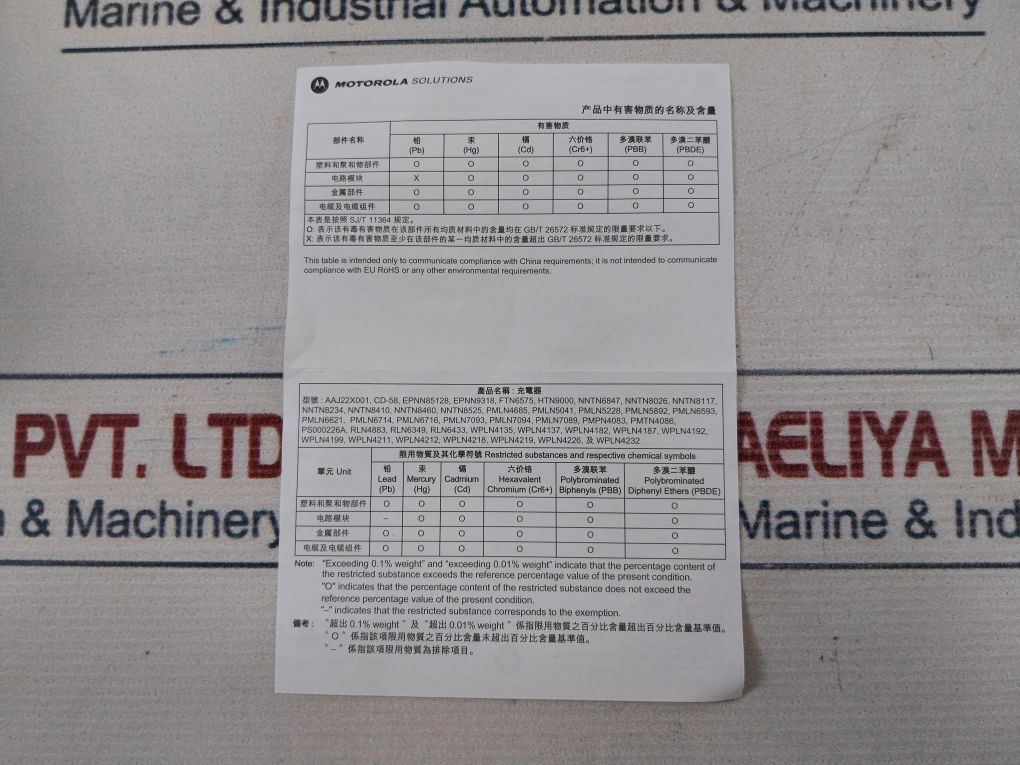 Marine & Industrial Automation & Machinery
MOTOROLA SOLUTIONS
产品中有害物质的名称及含量
部件名称 有害物质
铅 (Pb) 汞 (Hg) 镉 (Cd) 六价铬 (Cr6+) 多溴联苯 (PBB) 多溴二苯醚 (PBDE)
塑料和聚和物部件 O O O O O O
电路模块 X O O O O O
金属部件 O O O O O O
电缆及电缆组件 O O O O O O
本表是按照 SJ/T 11364 规定。
O: 表示该有毒有害物质在该部件所有均质材料中的含量均在 GB/T 26572 标准规定的限量要求以下。
X: 表示该有毒有害物质至少在该部件的某一均质材料中的含量超出 GB/T 26572 标准规定的限量要求。
This table is intended only to communicate compliance with China requirements; it is not intended to communicate
compliance with EU RoHS or any other environmental requirements.
產品名稱 : 充電器
型號 : AAJ22X001, CD-58, EPNN85128, EPNN9318, FTN6575, HTN9000, NNTN6847, NNTN8026, NNTN8117,
NNTN8234, NNTN8410, NNTN8460, NNTN8525, PMLN4685, PMLN5041, PMLN5228, PMLN5892, PMLN6593,
PMLN6621, PMLN6714, PMLN6716, PMLN7093, PMLN7094, PMLN7089, PMPN4083, PMTN4086,
PS000226A, RLN4883, RLN6349, RLN6433, WPLN4135, WPLN4137, WPLN4182, WPLN4187, WPLN4192,
WPLN4199, WPLN4211, WPLN4212, WPLN4218, WPLN4219, WPLN4226, 及 WPLN4232
單元 Unit 限用物質及其化學符號 Restricted substances and respective chemical symbols
铅 Lead (Pb) 汞 Mercury (Hg) 镉 Cadmium (Cd) 六价铬 Hexavalent Chromium (Cr6+) 多溴联苯 Polybrominated Biphenyls (PBB) 多溴二苯醚 Polybrominated Diphenyl Ethers (PBDE)
塑料和聚和物部件 O O O O O O
电路模块 – O O O O O
金属部件 O O O O O O
电缆及电缆组件 O O O O O O
Note: "Exceeding 0.1% weight" and "exceeding 0.01% weight" indicate that the percentage content of
the restricted substance exceeds the reference percentage value of the present condition.
"O" indicates that the percentage content of the restricted substance does not exceed the
reference percentage value of the present condition.
"–" indicates that the restricted substance corresponds to the exemption.
備考 : "超出 0.1% weight" 及 "超出 0.01% weight" 係指限用物質之百分比含量超出百分比含量基準值。
"O" 係指該項限用物質之百分比含量未超出百分比含量基準值。
"–" 係指該項限用物質為排除項目。
PVT. LTD
AELIYA M
& Machinery
Marine & Ind